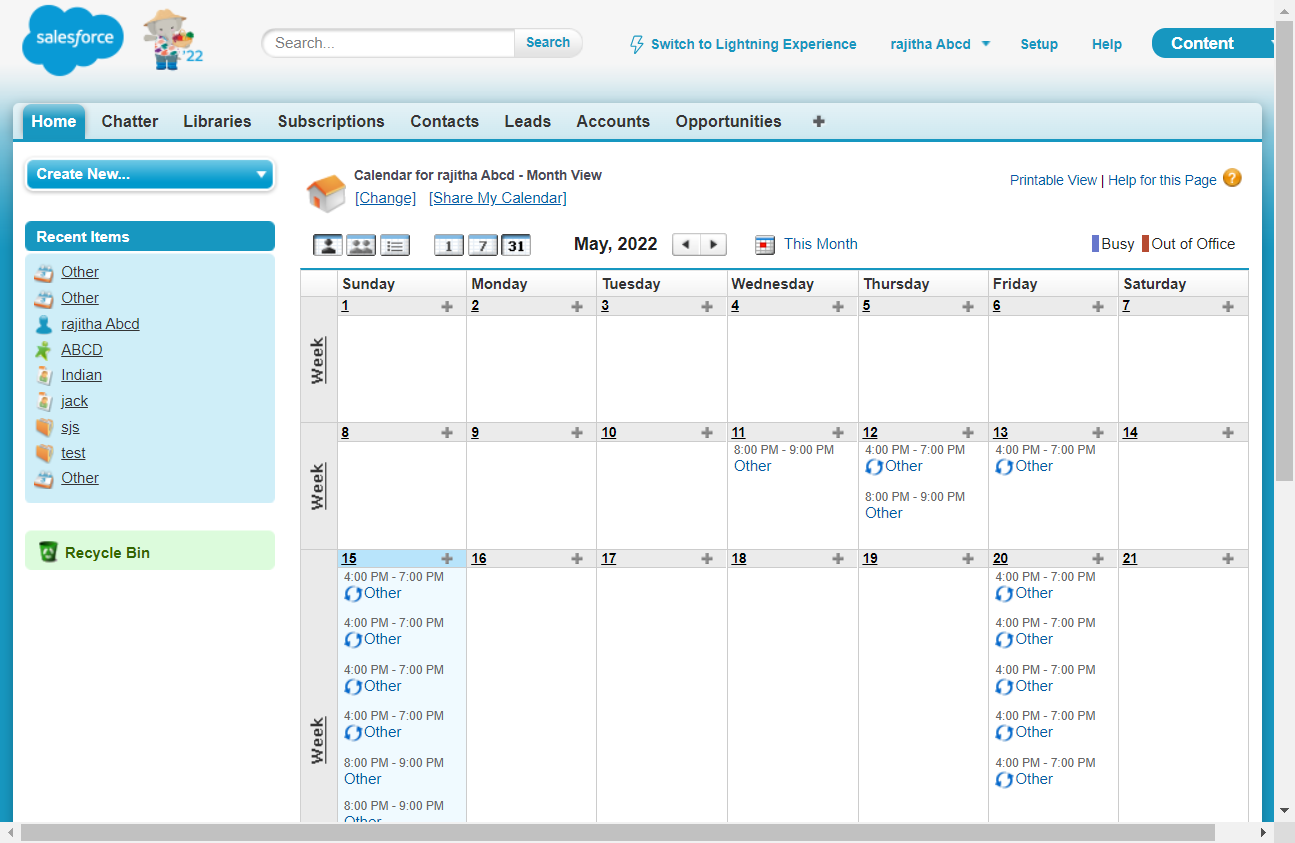 salesforce
'22
Search...
Search
Switch to Lightning Experience
rajitha Abcd
Setup
Help
Content
Home
Chatter
Libraries
Subscriptions
Contacts
Leads
Accounts
Opportunities
Create New...
Recent Items
Other
Other
rajitha Abcd
ABCD
Indian
jack
sjs
test
Other
Recycle Bin
Calendar for rajitha Abcd - Month View
[Change] [Share My Calendar]
Printable View | Help for this Page ?
1 7 31
May, 2022
This Month
Busy Out of Office
Sunday Monday Tuesday Wednesday Thursday Friday Saturday
1 2 3 4 5 6 7
Week
8 9 10 11 12 13 14
Week
8:00 PM - 9:00 PM
Other
4:00 PM - 7:00 PM
Other
8:00 PM - 9:00 PM
Other
4:00 PM - 7:00 PM
Other
15 16 17 18 19 20 21
Week
4:00 PM - 7:00 PM
Other
4:00 PM - 7:00 PM
Other
4:00 PM - 7:00 PM
Other
4:00 PM - 7:00 PM
Other
8:00 PM - 9:00 PM
Other
8:00 PM - 9:00 PM
Other
4:00 PM - 7:00 PM
Other
4:00 PM - 7:00 PM
Other
4:00 PM - 7:00 PM
Other
4:00 PM - 7:00 PM
Other
4:00 PM - 7:00 PM
Other